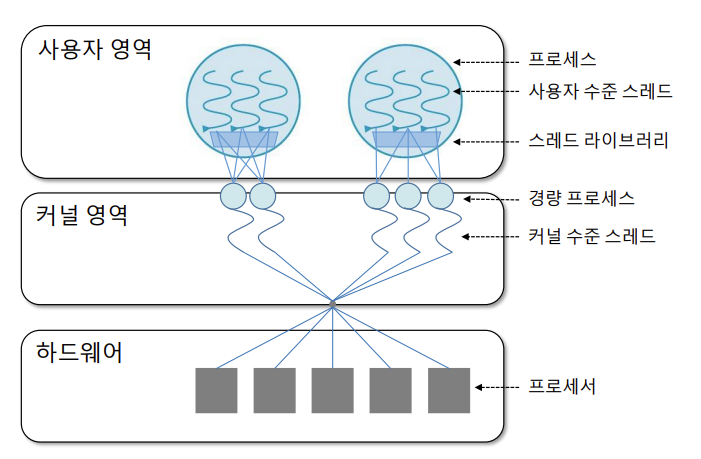 사용자 영역
프로세스
사용자 수준 스레드
스레드 라이브러리
커널 영역
경량 프로세스
커널 수준 스레드
하드웨어
프로세서